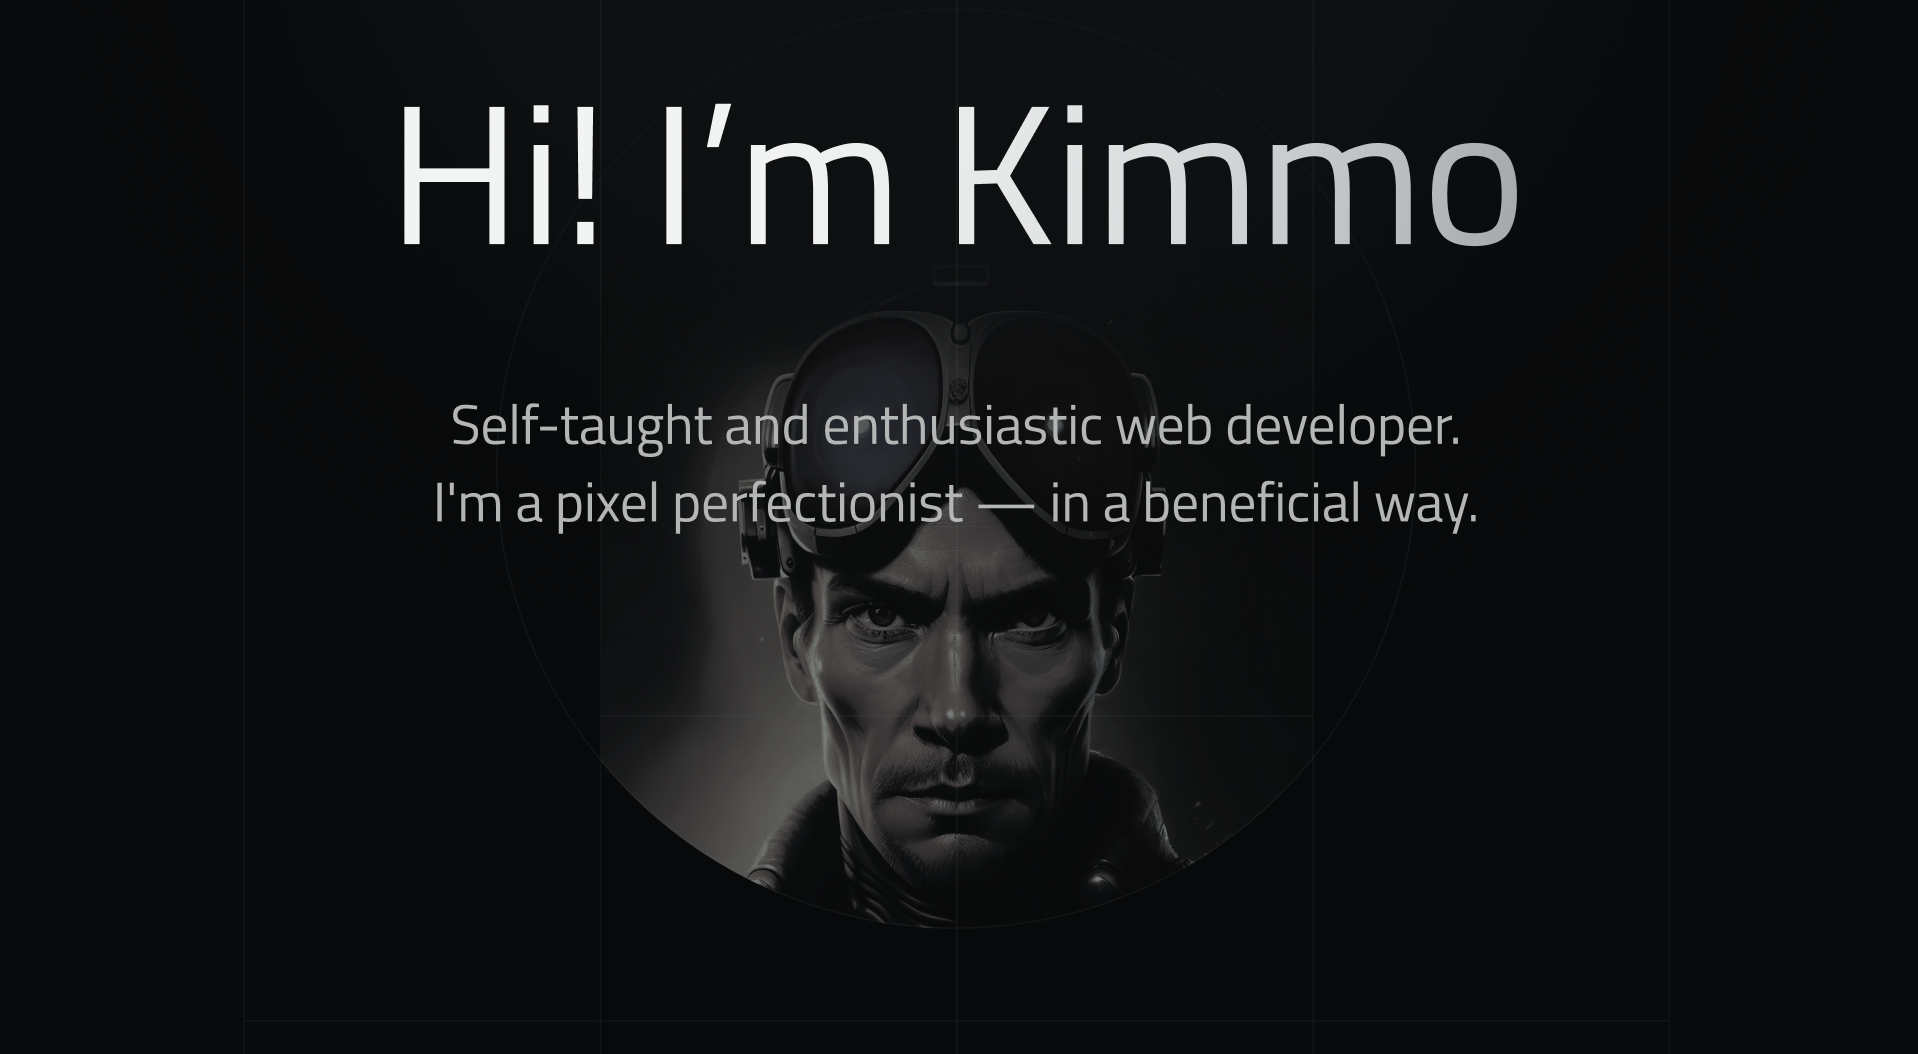 Hi! I’m Kimmo
Self-taught and enthusiastic web developer.
I'm a pixel perfectionist — in a beneficial way.